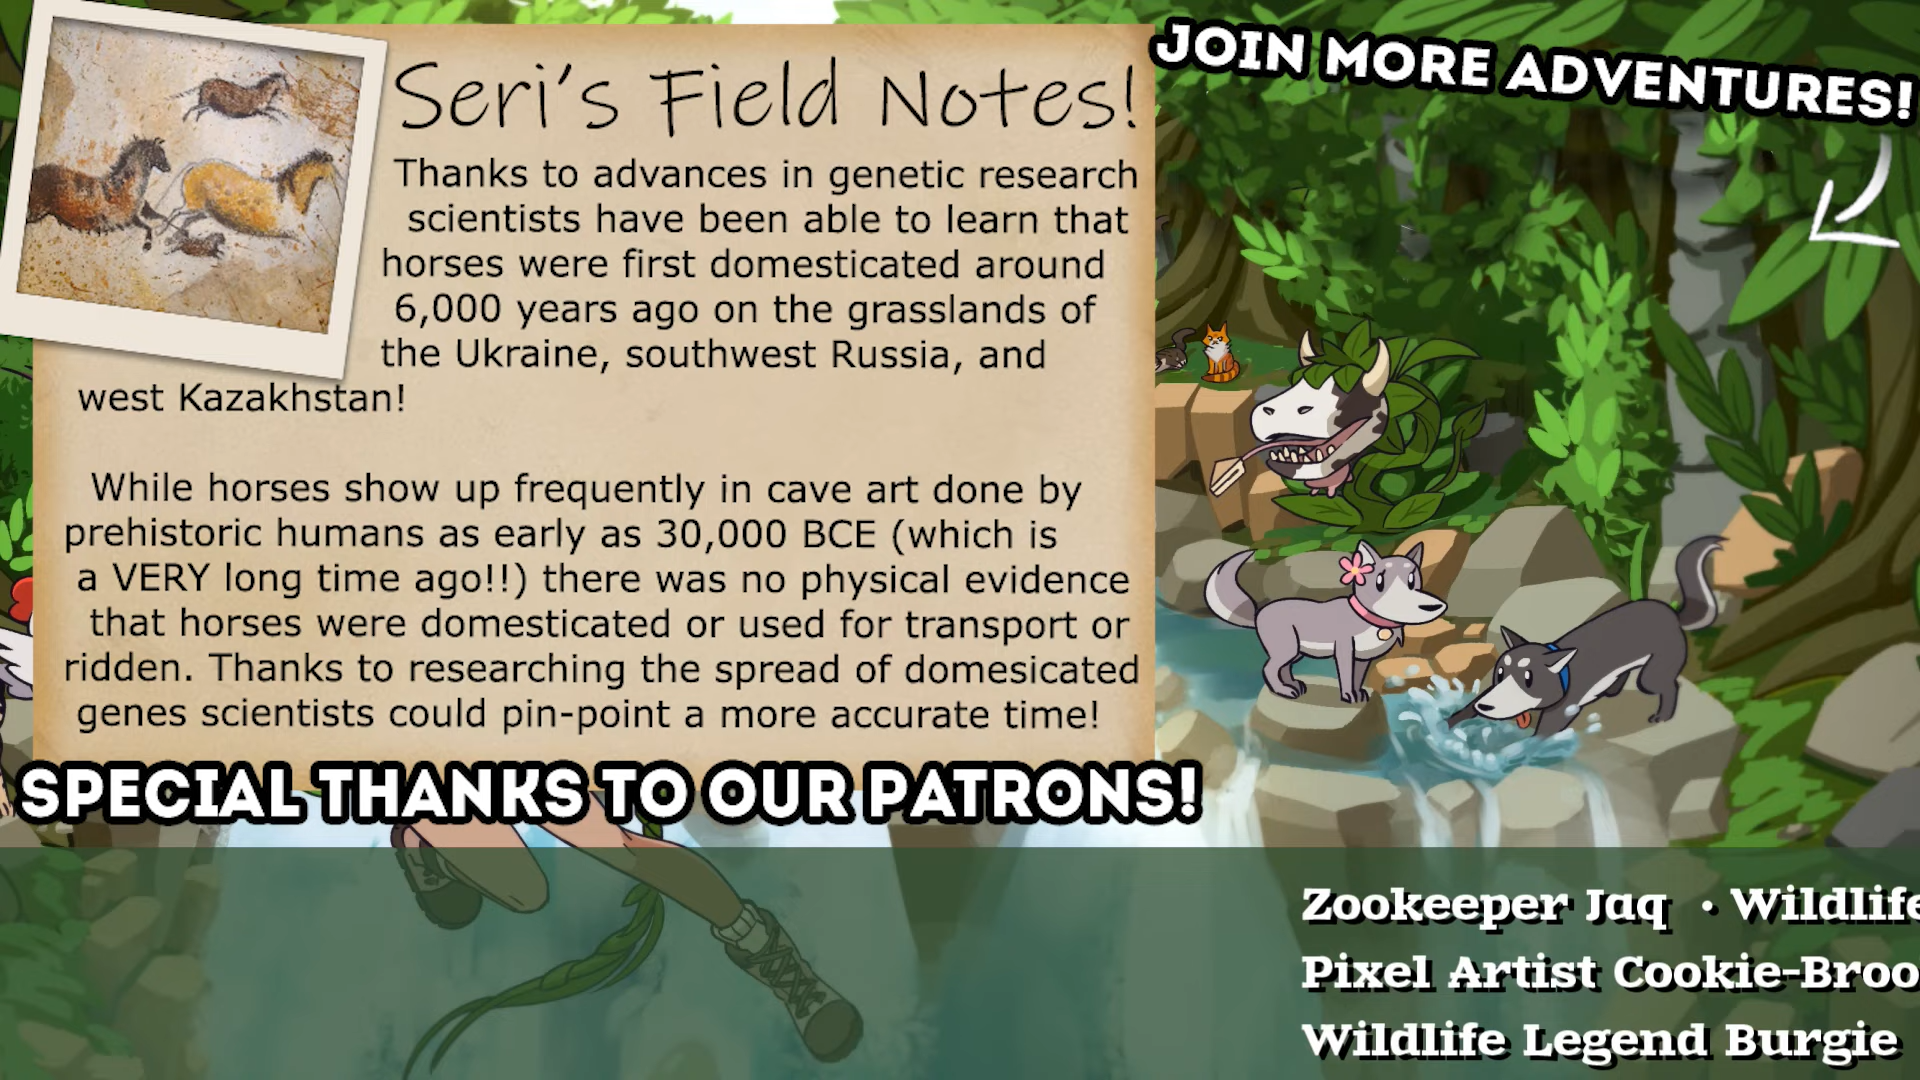 Seri's Field Notes!
Thanks to advances in genetic research
scientists have been able to learn that
horses were first domesticated around
6,000 years ago on the grasslands of
the Ukraine, southwest Russia, and
west Kazakhstan!
While horses show up frequently in cave art done by
prehistoric humans as early as 30,000 BCE (which is
a VERY long time ago!!) there was no physical evidence
that horses were domesticated or used for transport or
ridden. Thanks to researching the spread of domesicated
genes scientists could pin-point a more accurate time!
JOIN MORE ADVENTURES!
SPECIAL THANKS TO OUR PATRONS!
Zookeeper Jaq • Wildlife
Pixel Artist Cookie-Broo
Wildlife Legend Burgie